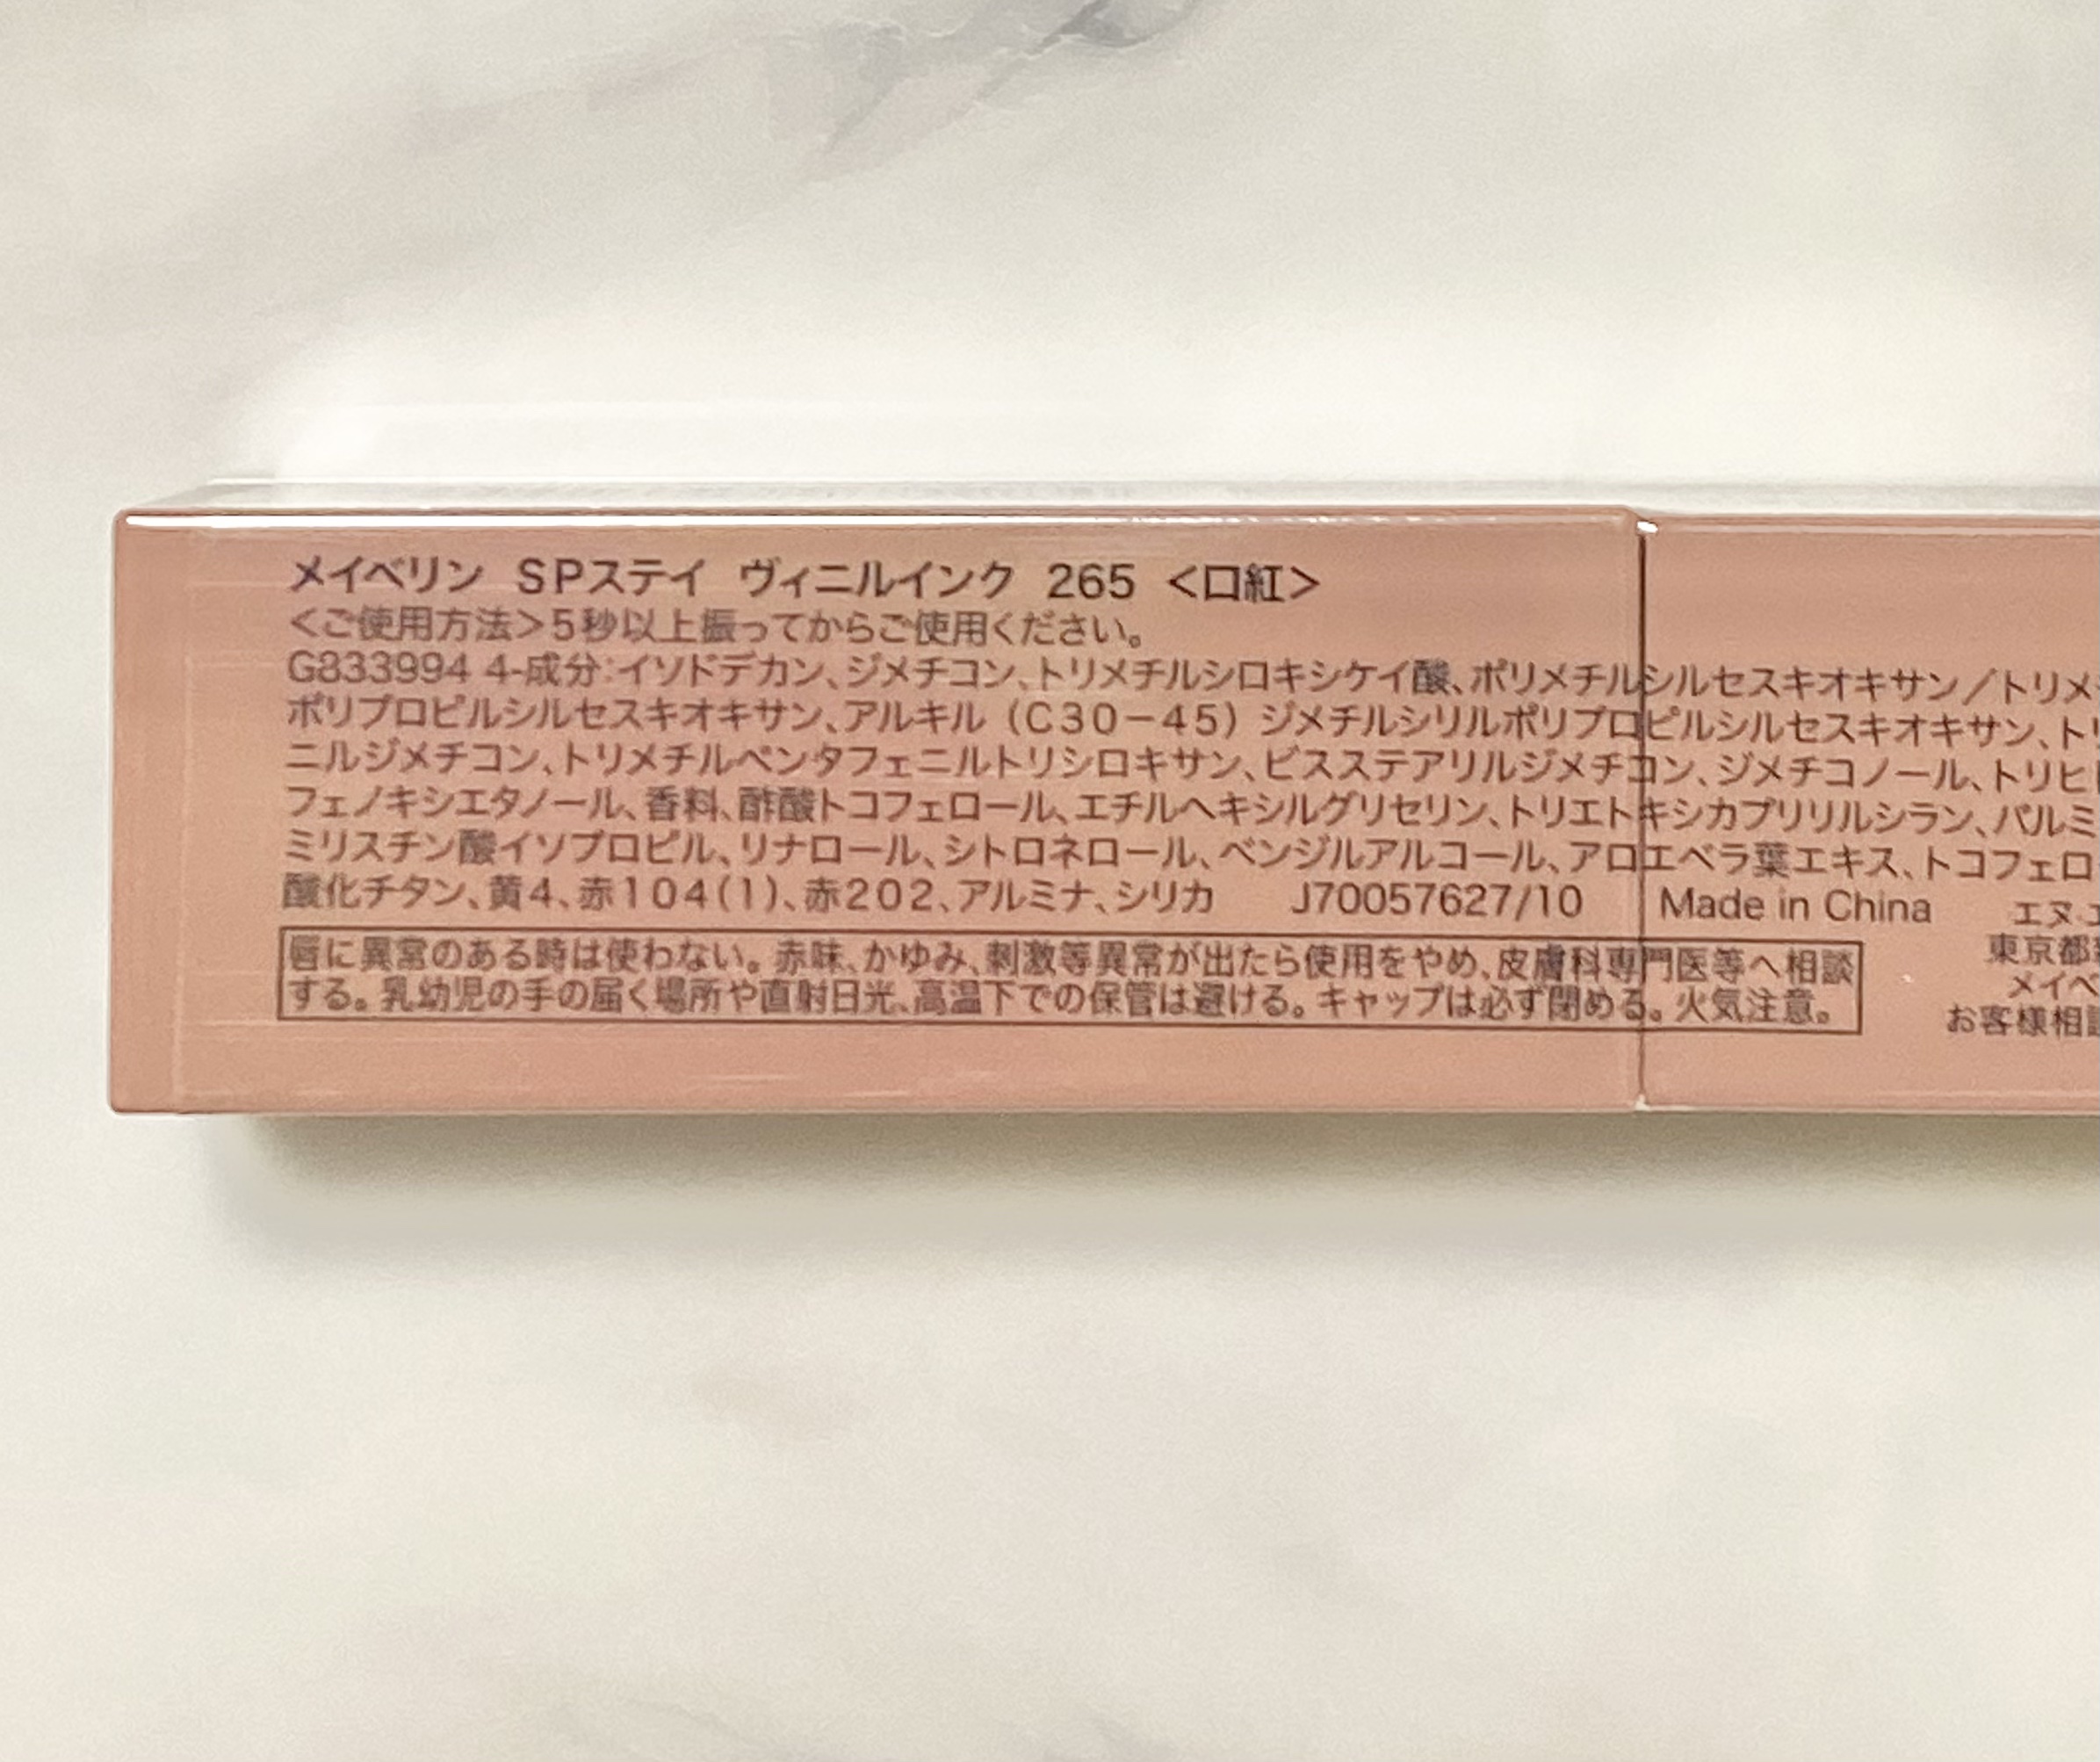 メイベリン SPステイ ヴィニルインク 265 <口紅>
<ご使用方法>5秒以上振ってからご使用ください。
G833994 4-成分:イソドデカン、ジメチコン、トリメチルシロキシケイ酸、ポリメチルシルセスキオキサン/トリメ
ポリプロピルシルセスキオキサン、アルキル(C30-45)ジメチルシリルポリプロピルシルセスキオキサン、トリ
ニルジメチコン、トリメチルペンタフェニルトリシロキサン、ビスステアリルジメチコン、ジメチコノール、トリヒ
フェノキシエタノール、香料、酢酸トコフェロール、エチルヘキシルグリセリン、トリエトキシカプリリルシラン、パルミ
ミリスチン酸イソプロピル、リナロール、シトロネロール、ベンジルアルコール、アロエベラ葉エキス、トコフェロ
酸化チタン、黄4、赤104(1)、赤202、アルミナ、シリカ J70057627/10 Made in China エヌ
東京都
メイベ
お客様相
唇に異常のある時は使わない。赤味、かゆみ、刺激等異常が出たら使用をやめ、皮膚科専門医等へ相談
する。乳幼児の手の届く場所や直射日光、高温下での保管は避ける。キャップは必ず閉める。火気注意。